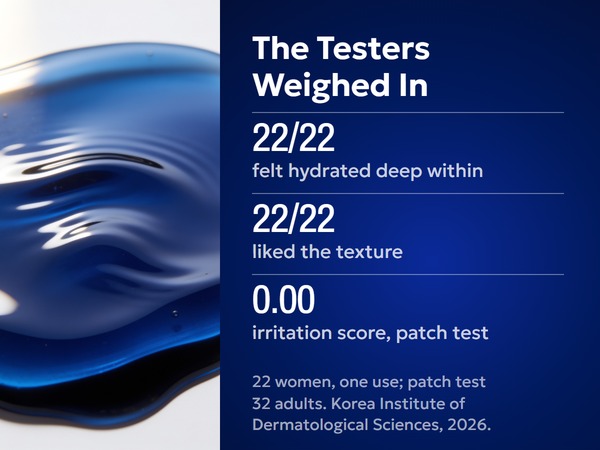 The Testers
Weighed In
22/22
felt hydrated deep within
22/22
liked the texture
0.00
irritation score, patch test
22 women, one use; patch test
32 adults. Korea Institute of
Dermatological Sciences, 2026.